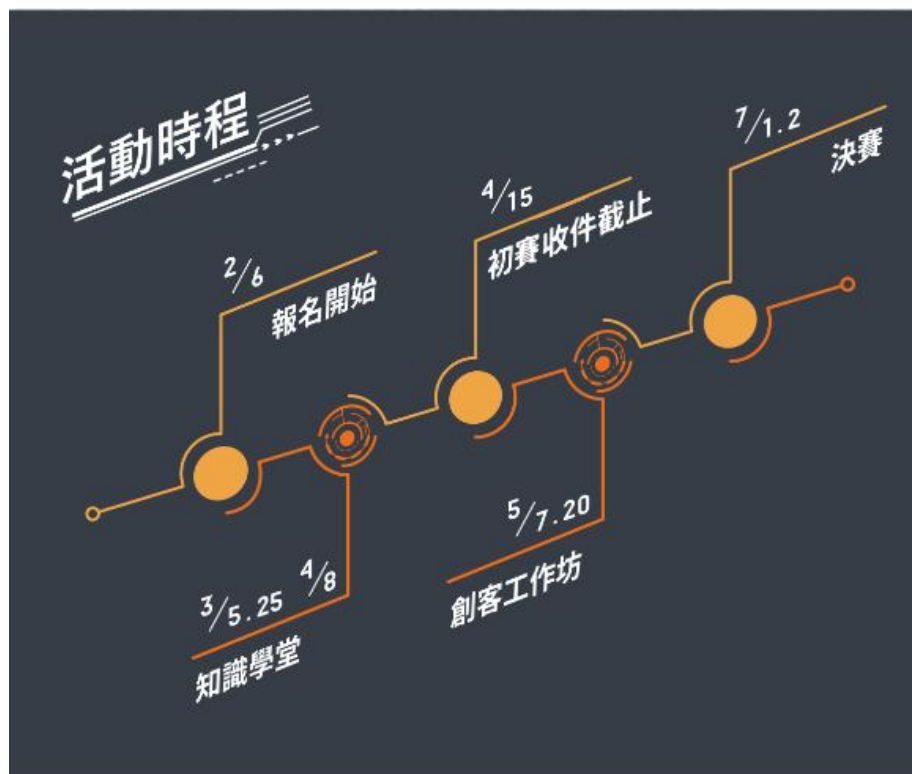 活動時程
2/6
報名開始
3/5.25 4/8
知識學堂
4/15
初賽收件截止
5/7.20
創客工作坊
7/1.2
決賽